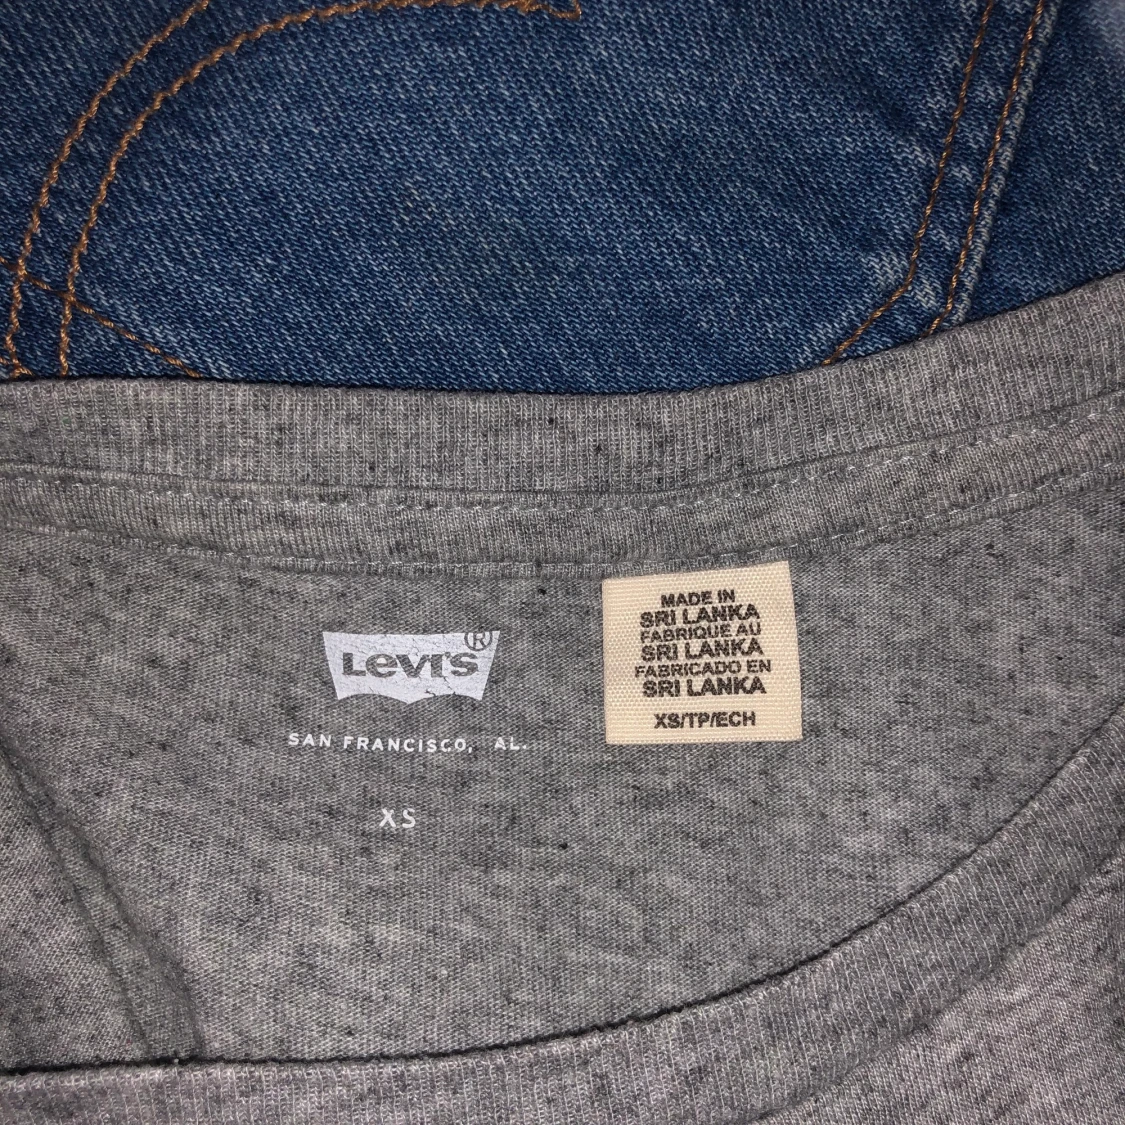 LEVI'S®
SAN FRANCISCO, AL.
XS
MADE IN
SRI LANKA
FABRIQUE AU
SRI LANKA
FABRICADO EN
SRI LANKA
XS/TP/ECH